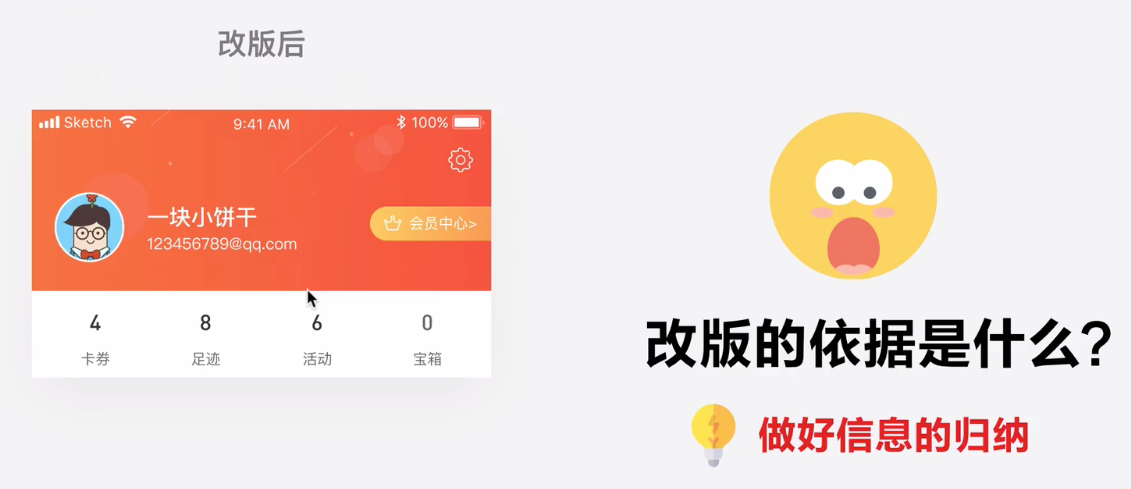 改版后
Sketch 9:41 AM 100%
一块小饼干
123456789@qq.com
会员中心>
4 8 6 0
卡券 足迹 活动 宝箱
改版的依据是什么?
做好信息的归纳